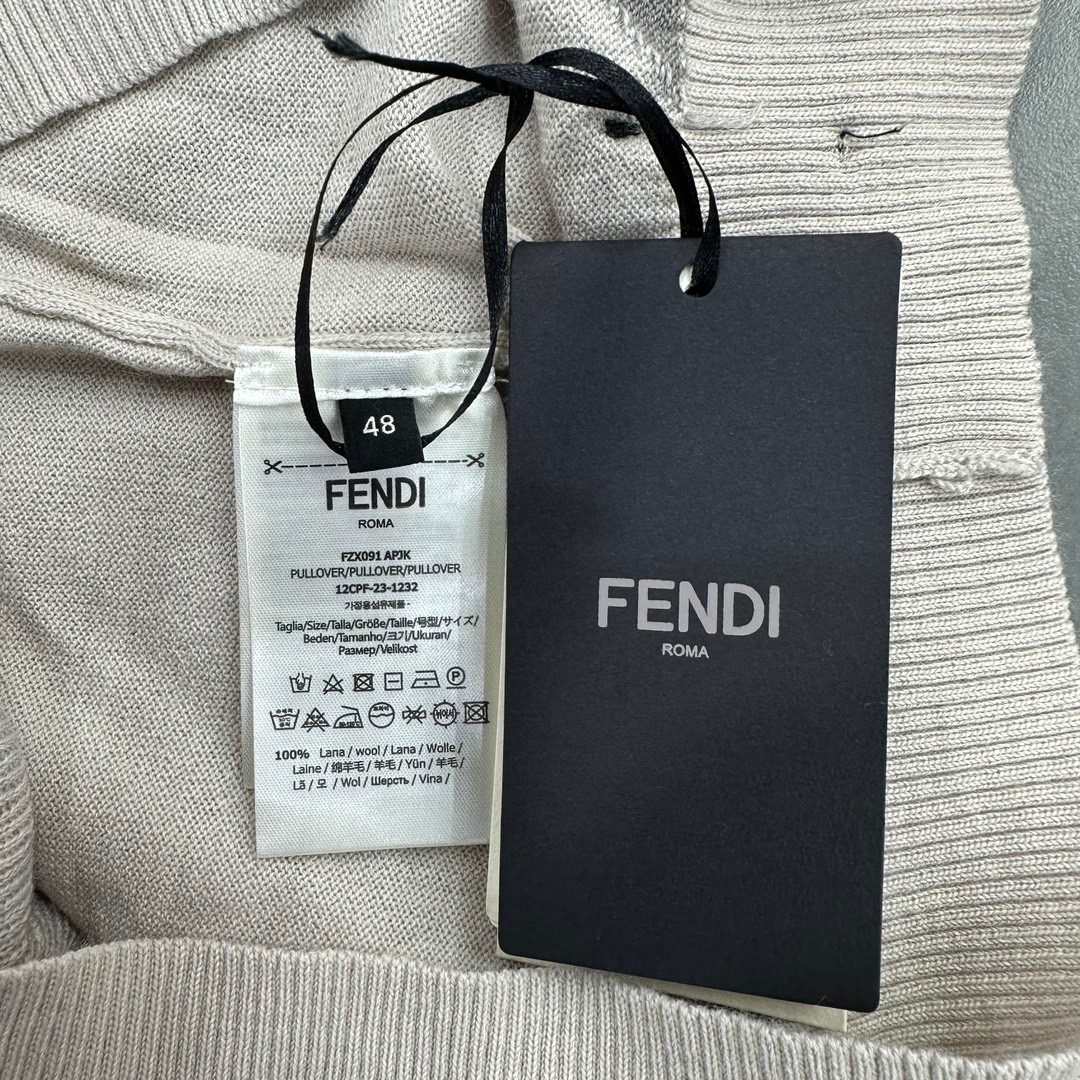 48
FENDI
ROMA
FZX091 APJK
PULLOVER/PULLOVER/PULLOVER
12CPF-23-1232
가정용섬유제품-
Taglia/Size/Talla/Größe/Taille/号型/サイズ/
Beden/Tamanho/크기/Ukuran/
Размер/Velikost
P
30°C
100% Lana / wool / Lana / Wolle /
Laine / 绵羊毛 / 羊毛 / Yün / 羊毛 /
Lã / 모 / Wol / Шерсть / Vina /
FENDI
ROMA